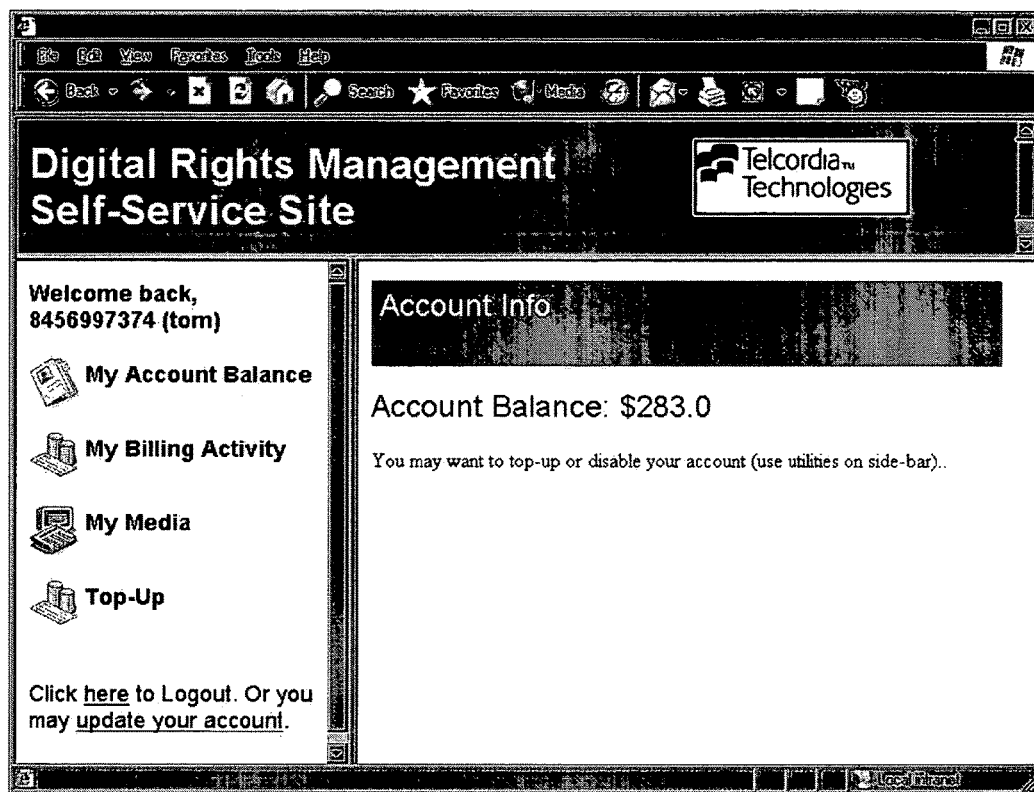 File Edit View Favorites Tools Help
Back Search Favorites Media
Digital Rights Management
Self-Service Site
Telcordia™
Technologies
Welcome back,
8456997374 (tom)
My Account Balance
My Billing Activity
My Media
Top-Up
Click here to Logout. Or you
may update your account.
Account Info
Account Balance: $283.0
You may want to top-up or disable your account (use utilities on side-bar)..
Local intranet